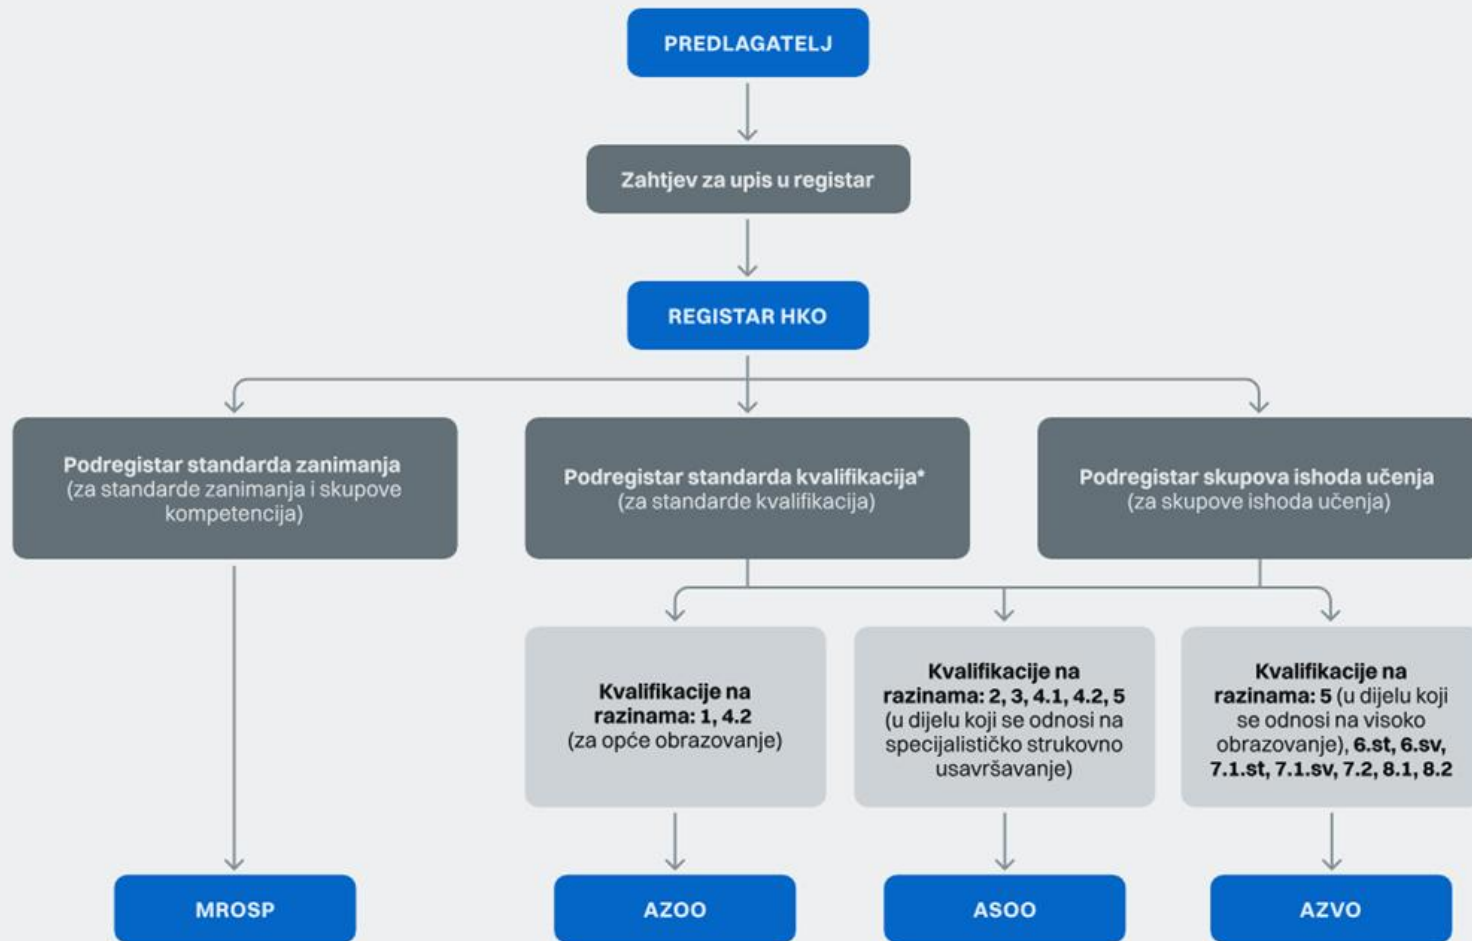 PREDLAGATELJ
Zahtjev za upis u registar
REGISTAR HKO
Podregistar standarda zanimanja
(za standarde zanimanja i skupove
kompetencija)
Podregistar standarda kvalifikacija*
(za standarde kvalifikacija)
Podregistar skupova ishoda učenja
(za skupove ishoda učenja)
Kvalifikacije na
razinama: 1, 4.2
(za opće obrazovanje)
Kvalifikacije na
razinama: 2, 3, 4.1, 4.2, 5
(u dijelu koji se odnosi na
specijalističko strukovno
usavršavanje)
Kvalifikacije na
razinama: 5 (u dijelu koji
se odnosi na visoko
obrazovanje), 6.st, 6.sv,
7.1.st, 7.1.sv, 7.2, 8.1, 8.2
MROSP
AZOO
ASOO
AZVO